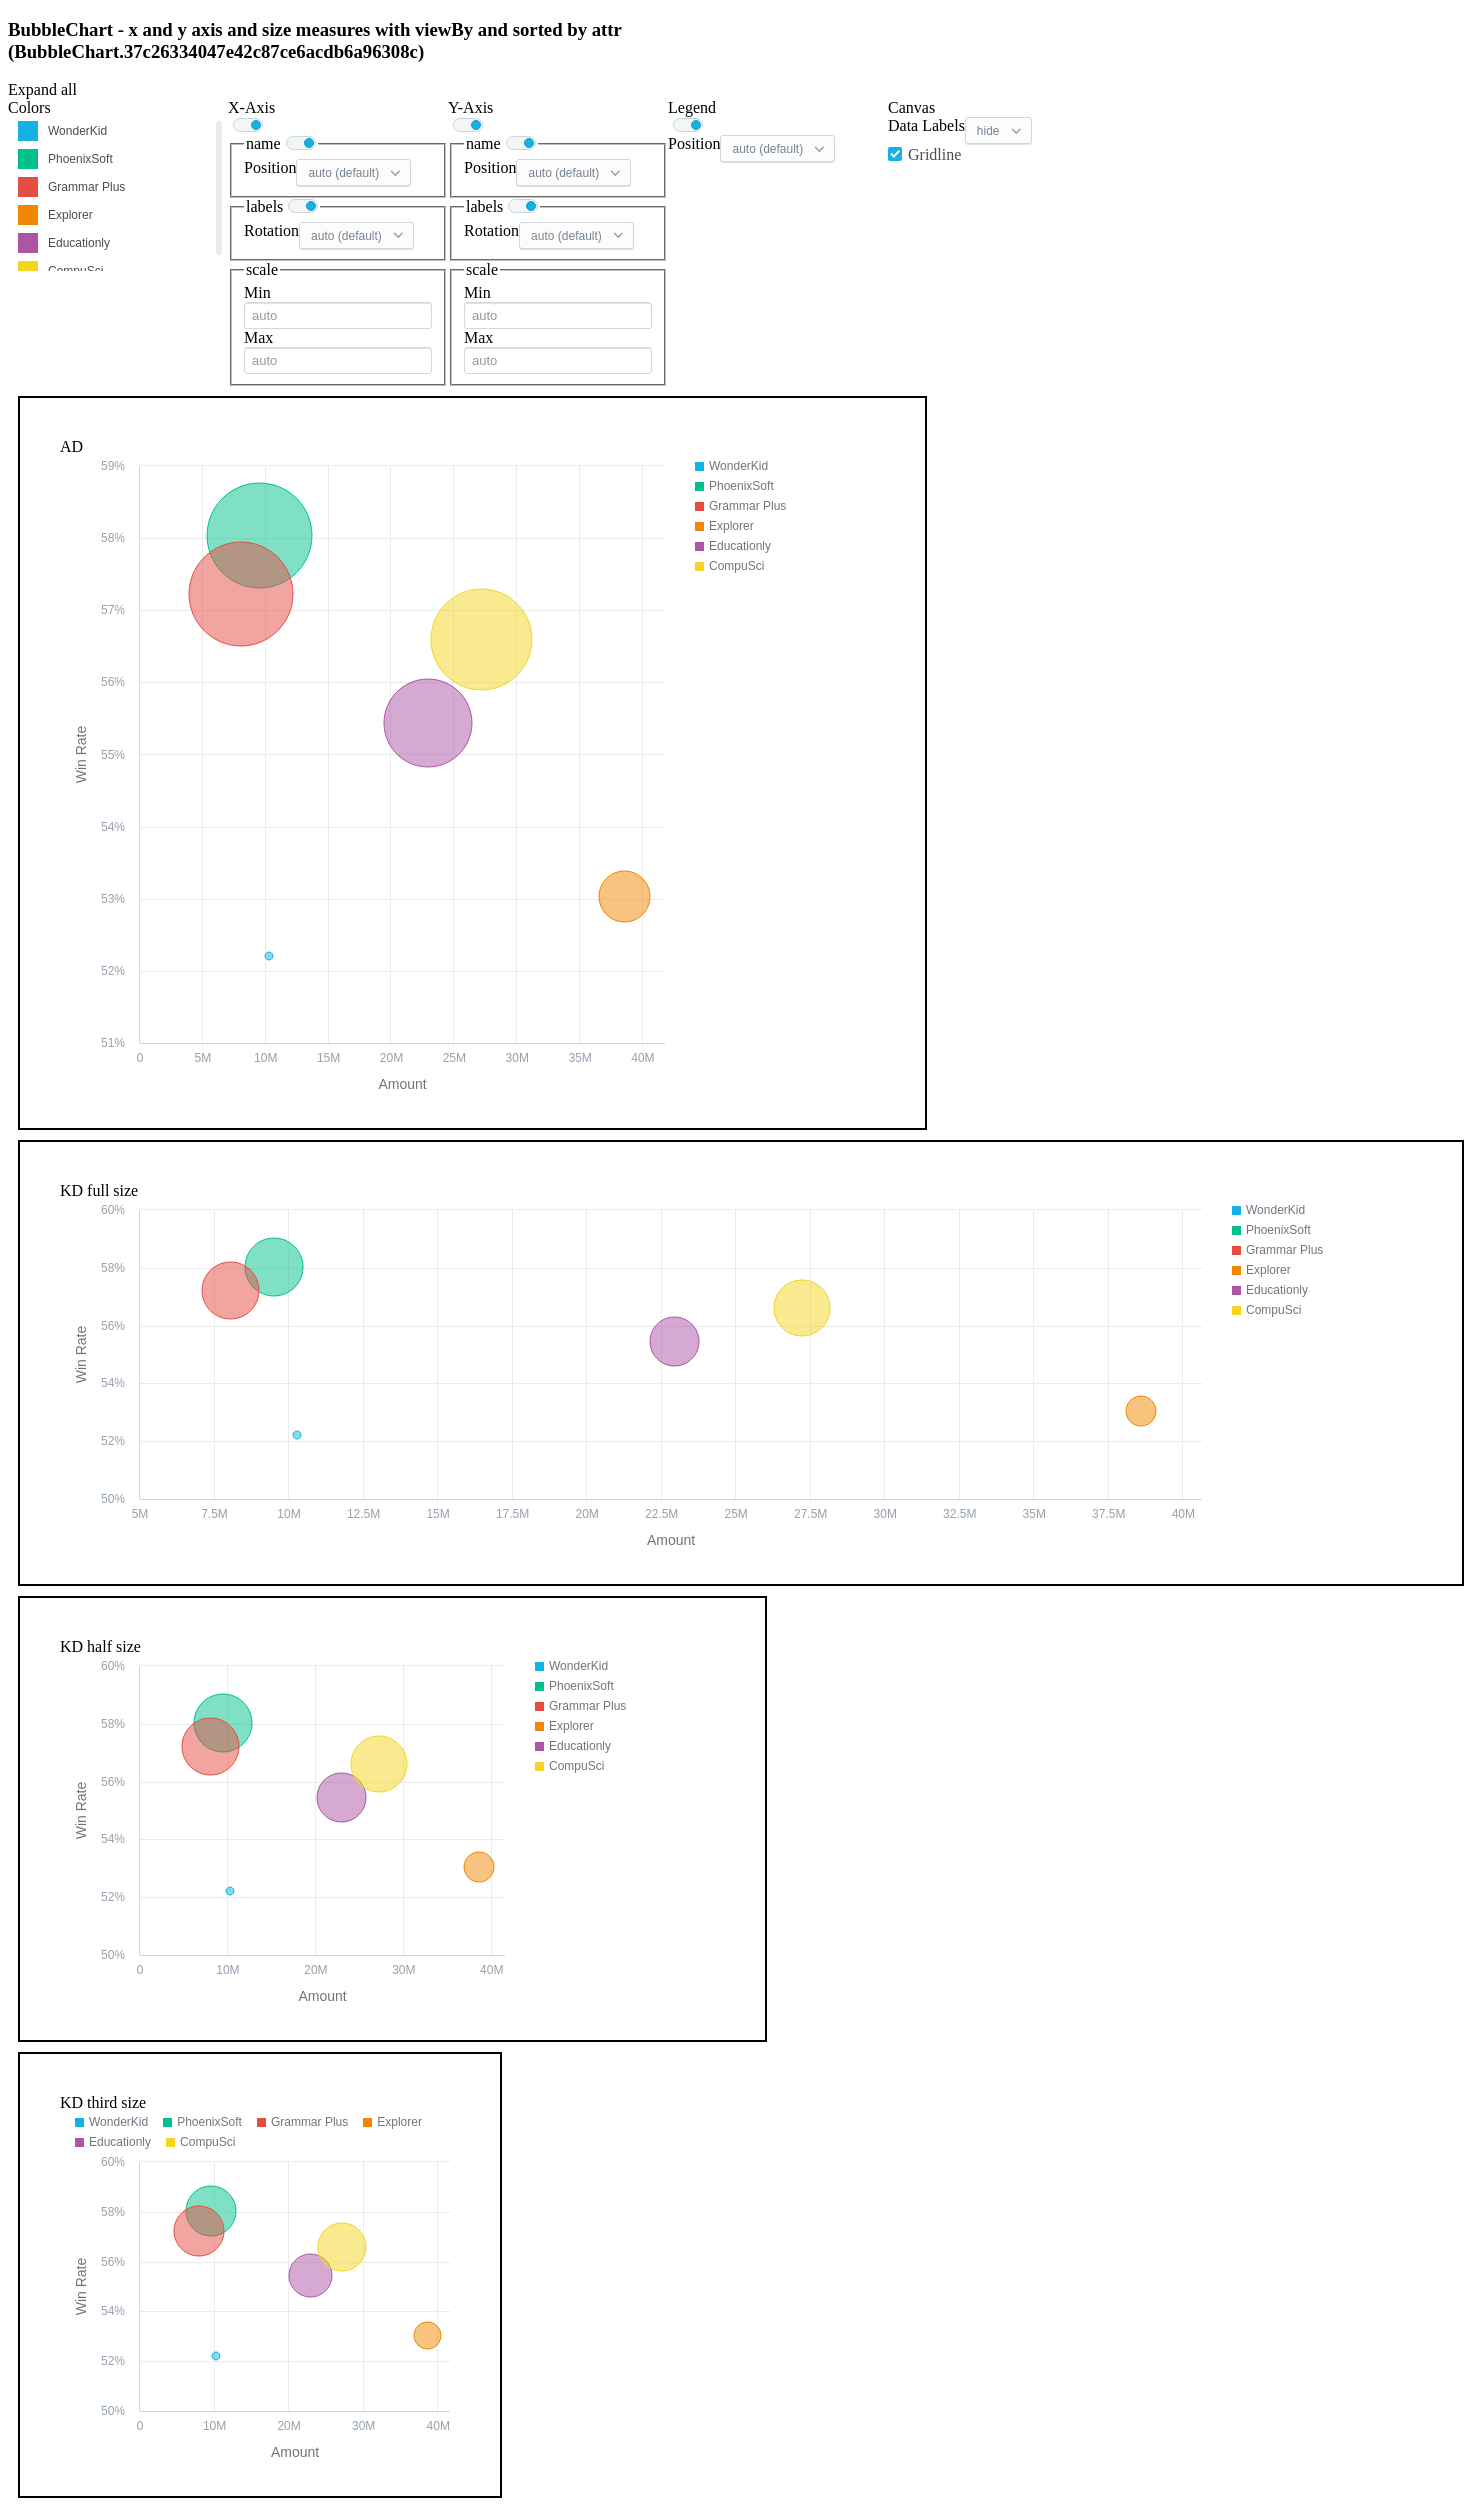 BubbleChart - x and y axis and size measures with viewBy and sorted by attr
(BubbleChart.37c26334047e42c87ce6acdb6a96308c)
Expand all
Colors
WonderKid
PhoenixSoft
Grammar Plus
Explorer
Educationly
CompuSci
X-Axis
name
Position auto (default)
labels
Rotation auto (default)
scale
Min
auto
Max
auto
Y-Axis
name
Position auto (default)
labels
Rotation auto (default)
scale
Min
auto
Max
auto
Legend
Position auto (default)
Canvas
Data Labels hide
Gridline
AD
59%
58%
57%
56%
55%
54%
53%
52%
51%
Win Rate
0 5M 10M 15M 20M 25M 30M 35M 40M
Amount
WonderKid
PhoenixSoft
Grammar Plus
Explorer
Educationly
CompuSci
KD full size
60%
58%
56%
54%
52%
50%
Win Rate
5M 7.5M 10M 12.5M 15M 17.5M 20M 22.5M 25M 27.5M 30M 32.5M 35M 37.5M 40M
Amount
WonderKid
PhoenixSoft
Grammar Plus
Explorer
Educationly
CompuSci
KD half size
60%
58%
56%
54%
52%
50%
Win Rate
0 10M 20M 30M 40M
Amount
WonderKid
PhoenixSoft
Grammar Plus
Explorer
Educationly
CompuSci
KD third size
WonderKid PhoenixSoft Grammar Plus Explorer
Educationly CompuSci
60%
58%
56%
54%
52%
50%
Win Rate
0 10M 20M 30M 40M
Amount